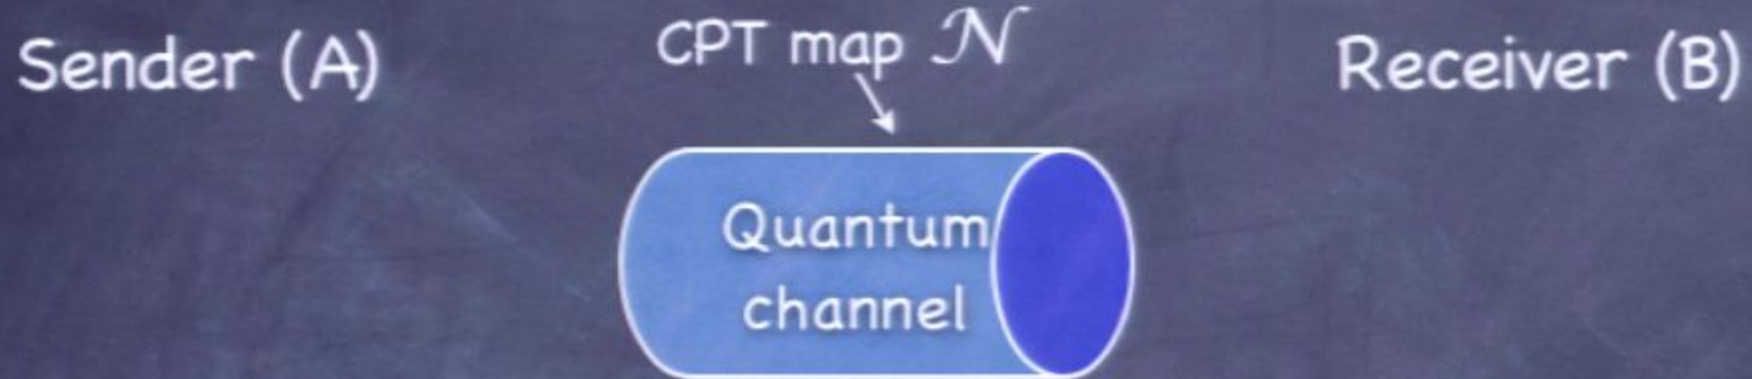 Sender (A)
CPT map 𝒩
Receiver (B)
Quantum
channel